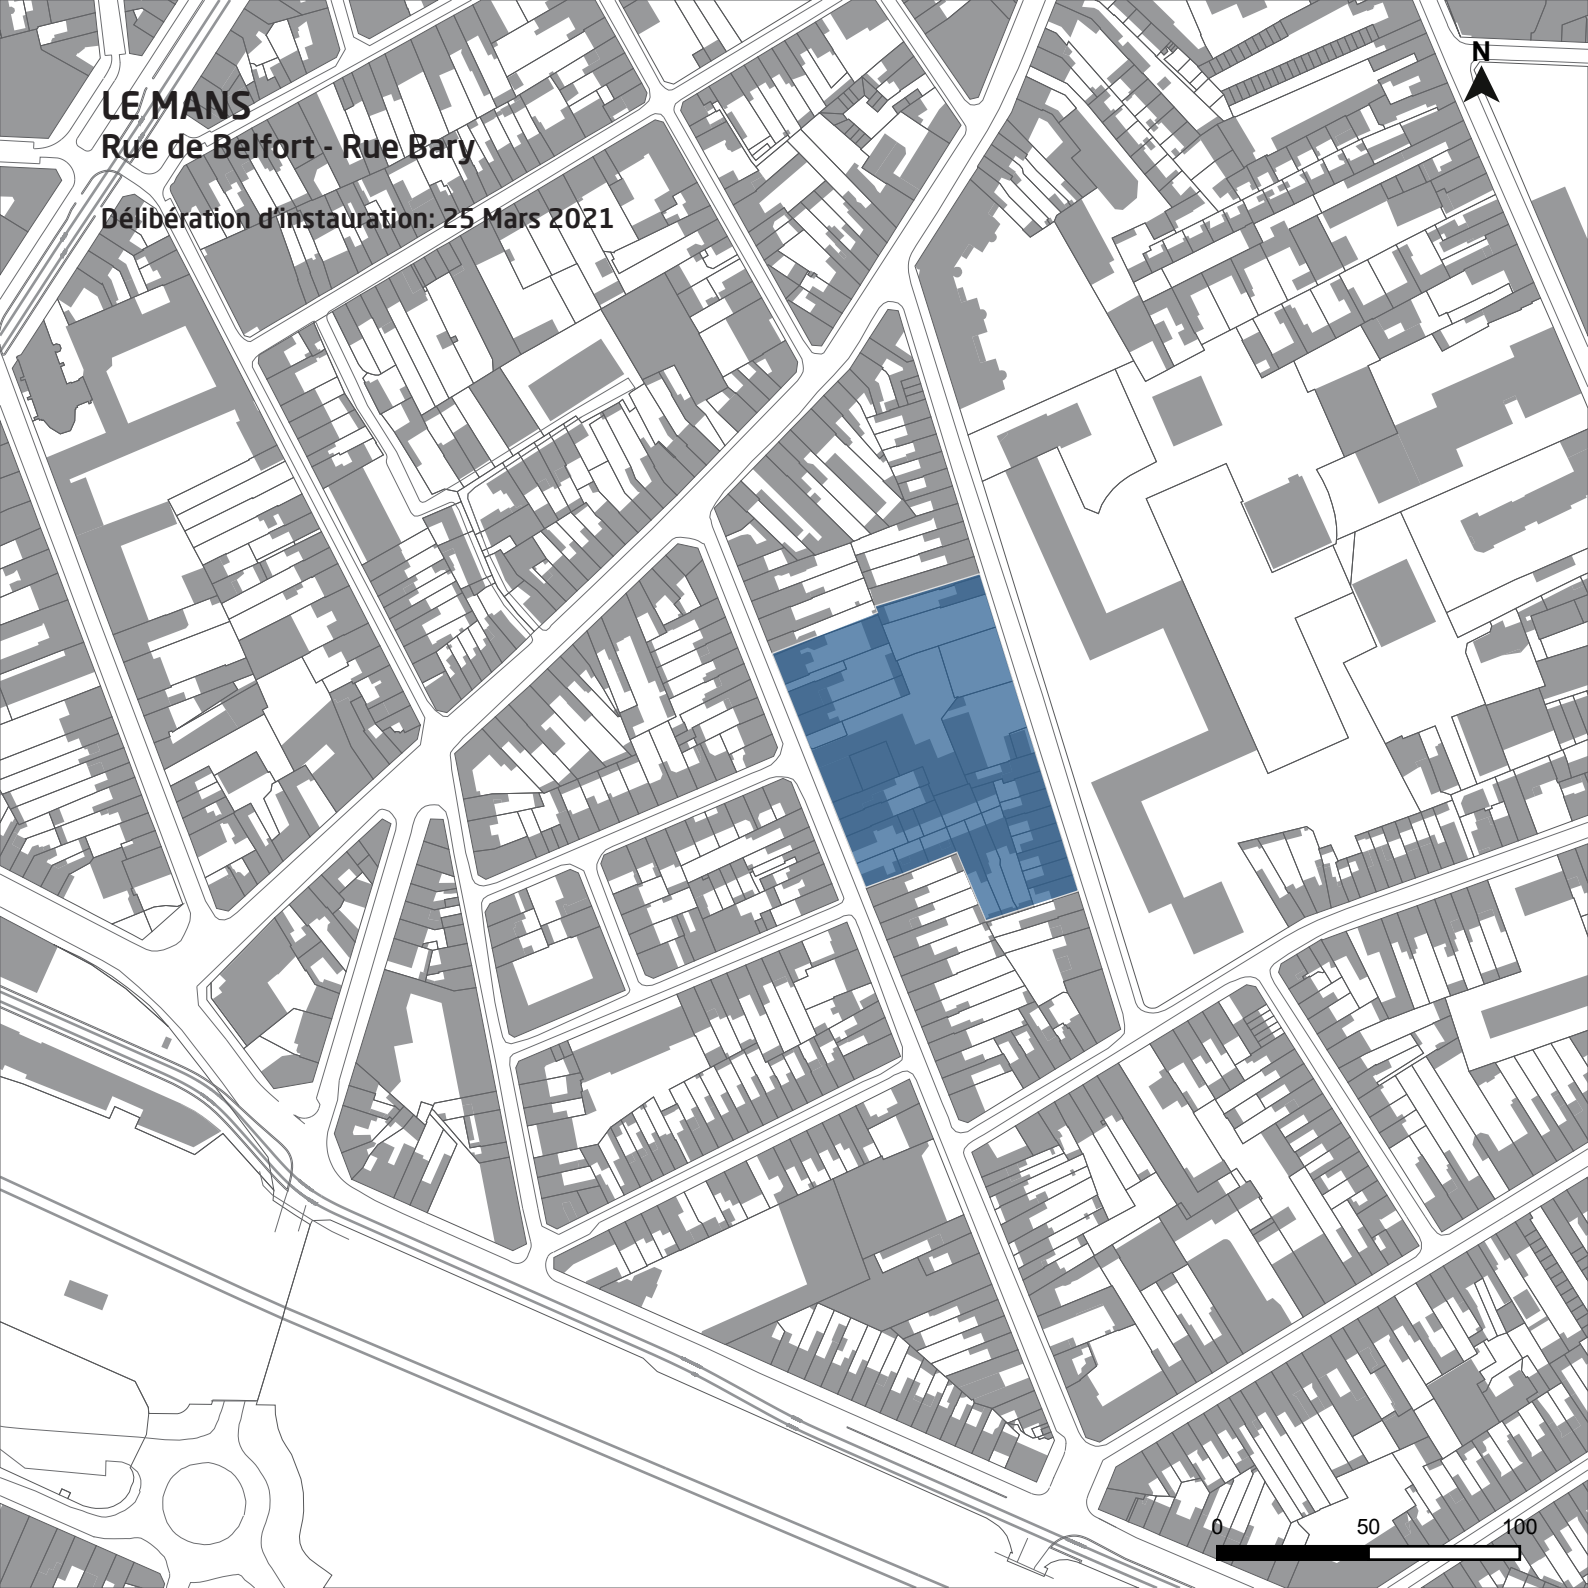 LE MANS
Rue de Belfort - Rue Bary
Délibération d'instauration: 25 Mars 2021
N
0 50 100